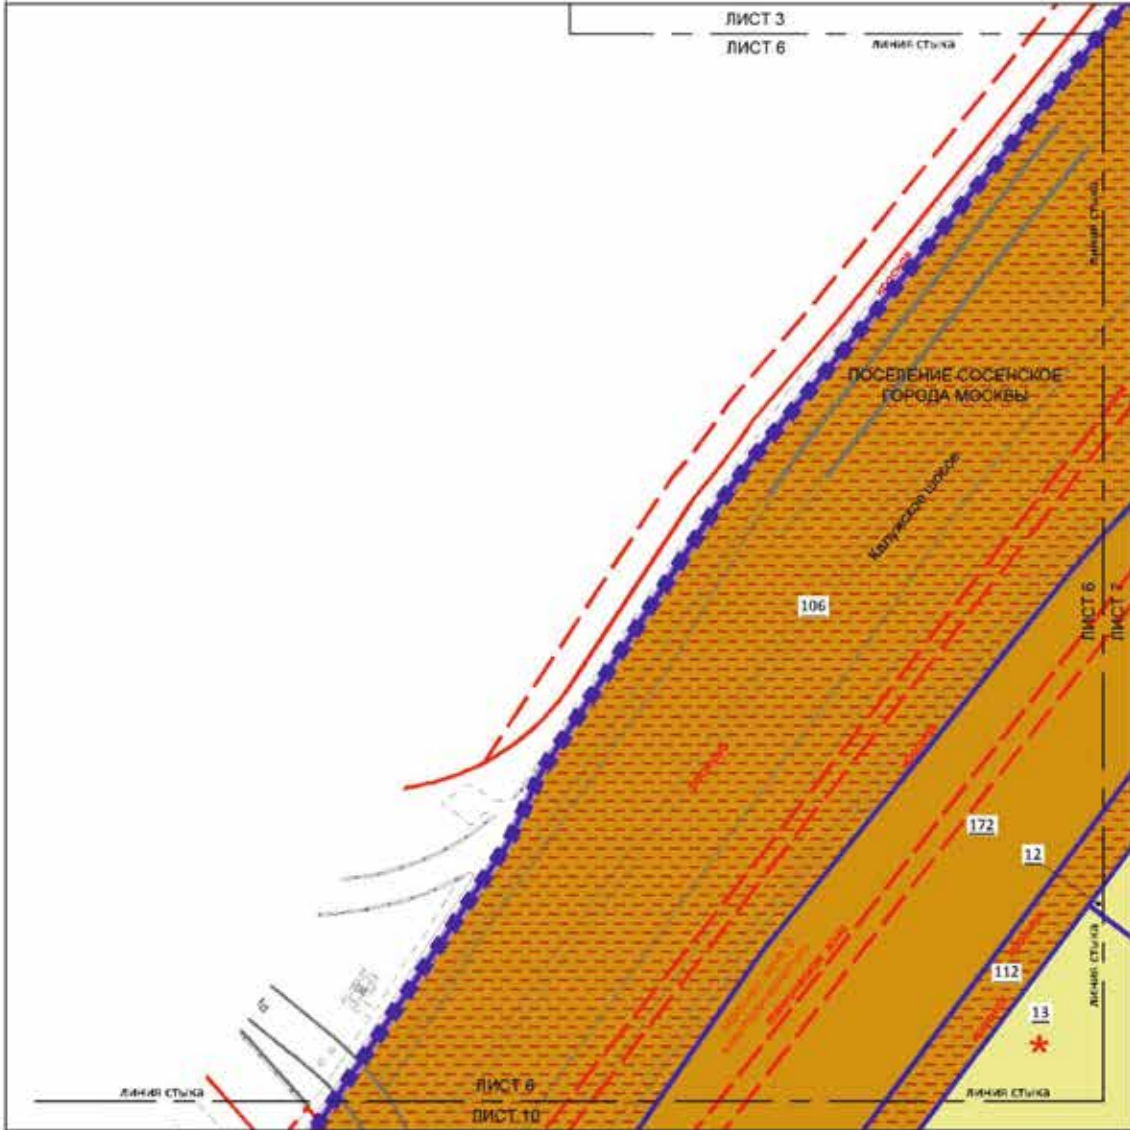 ЛИСТ 3
ЛИСТ 6
линия стыка
линия стыка
ПОСЕЛЕНИЕ СОСЕНСКОЕ
ГОРОДА МОСКВЫ
Калужское шоссе
106
ЛИСТ 6
ЛИСТ 7
172
12
112
13
*
линия стыка
линия стыка
ЛИСТ 6
ЛИСТ 10
линия стыка